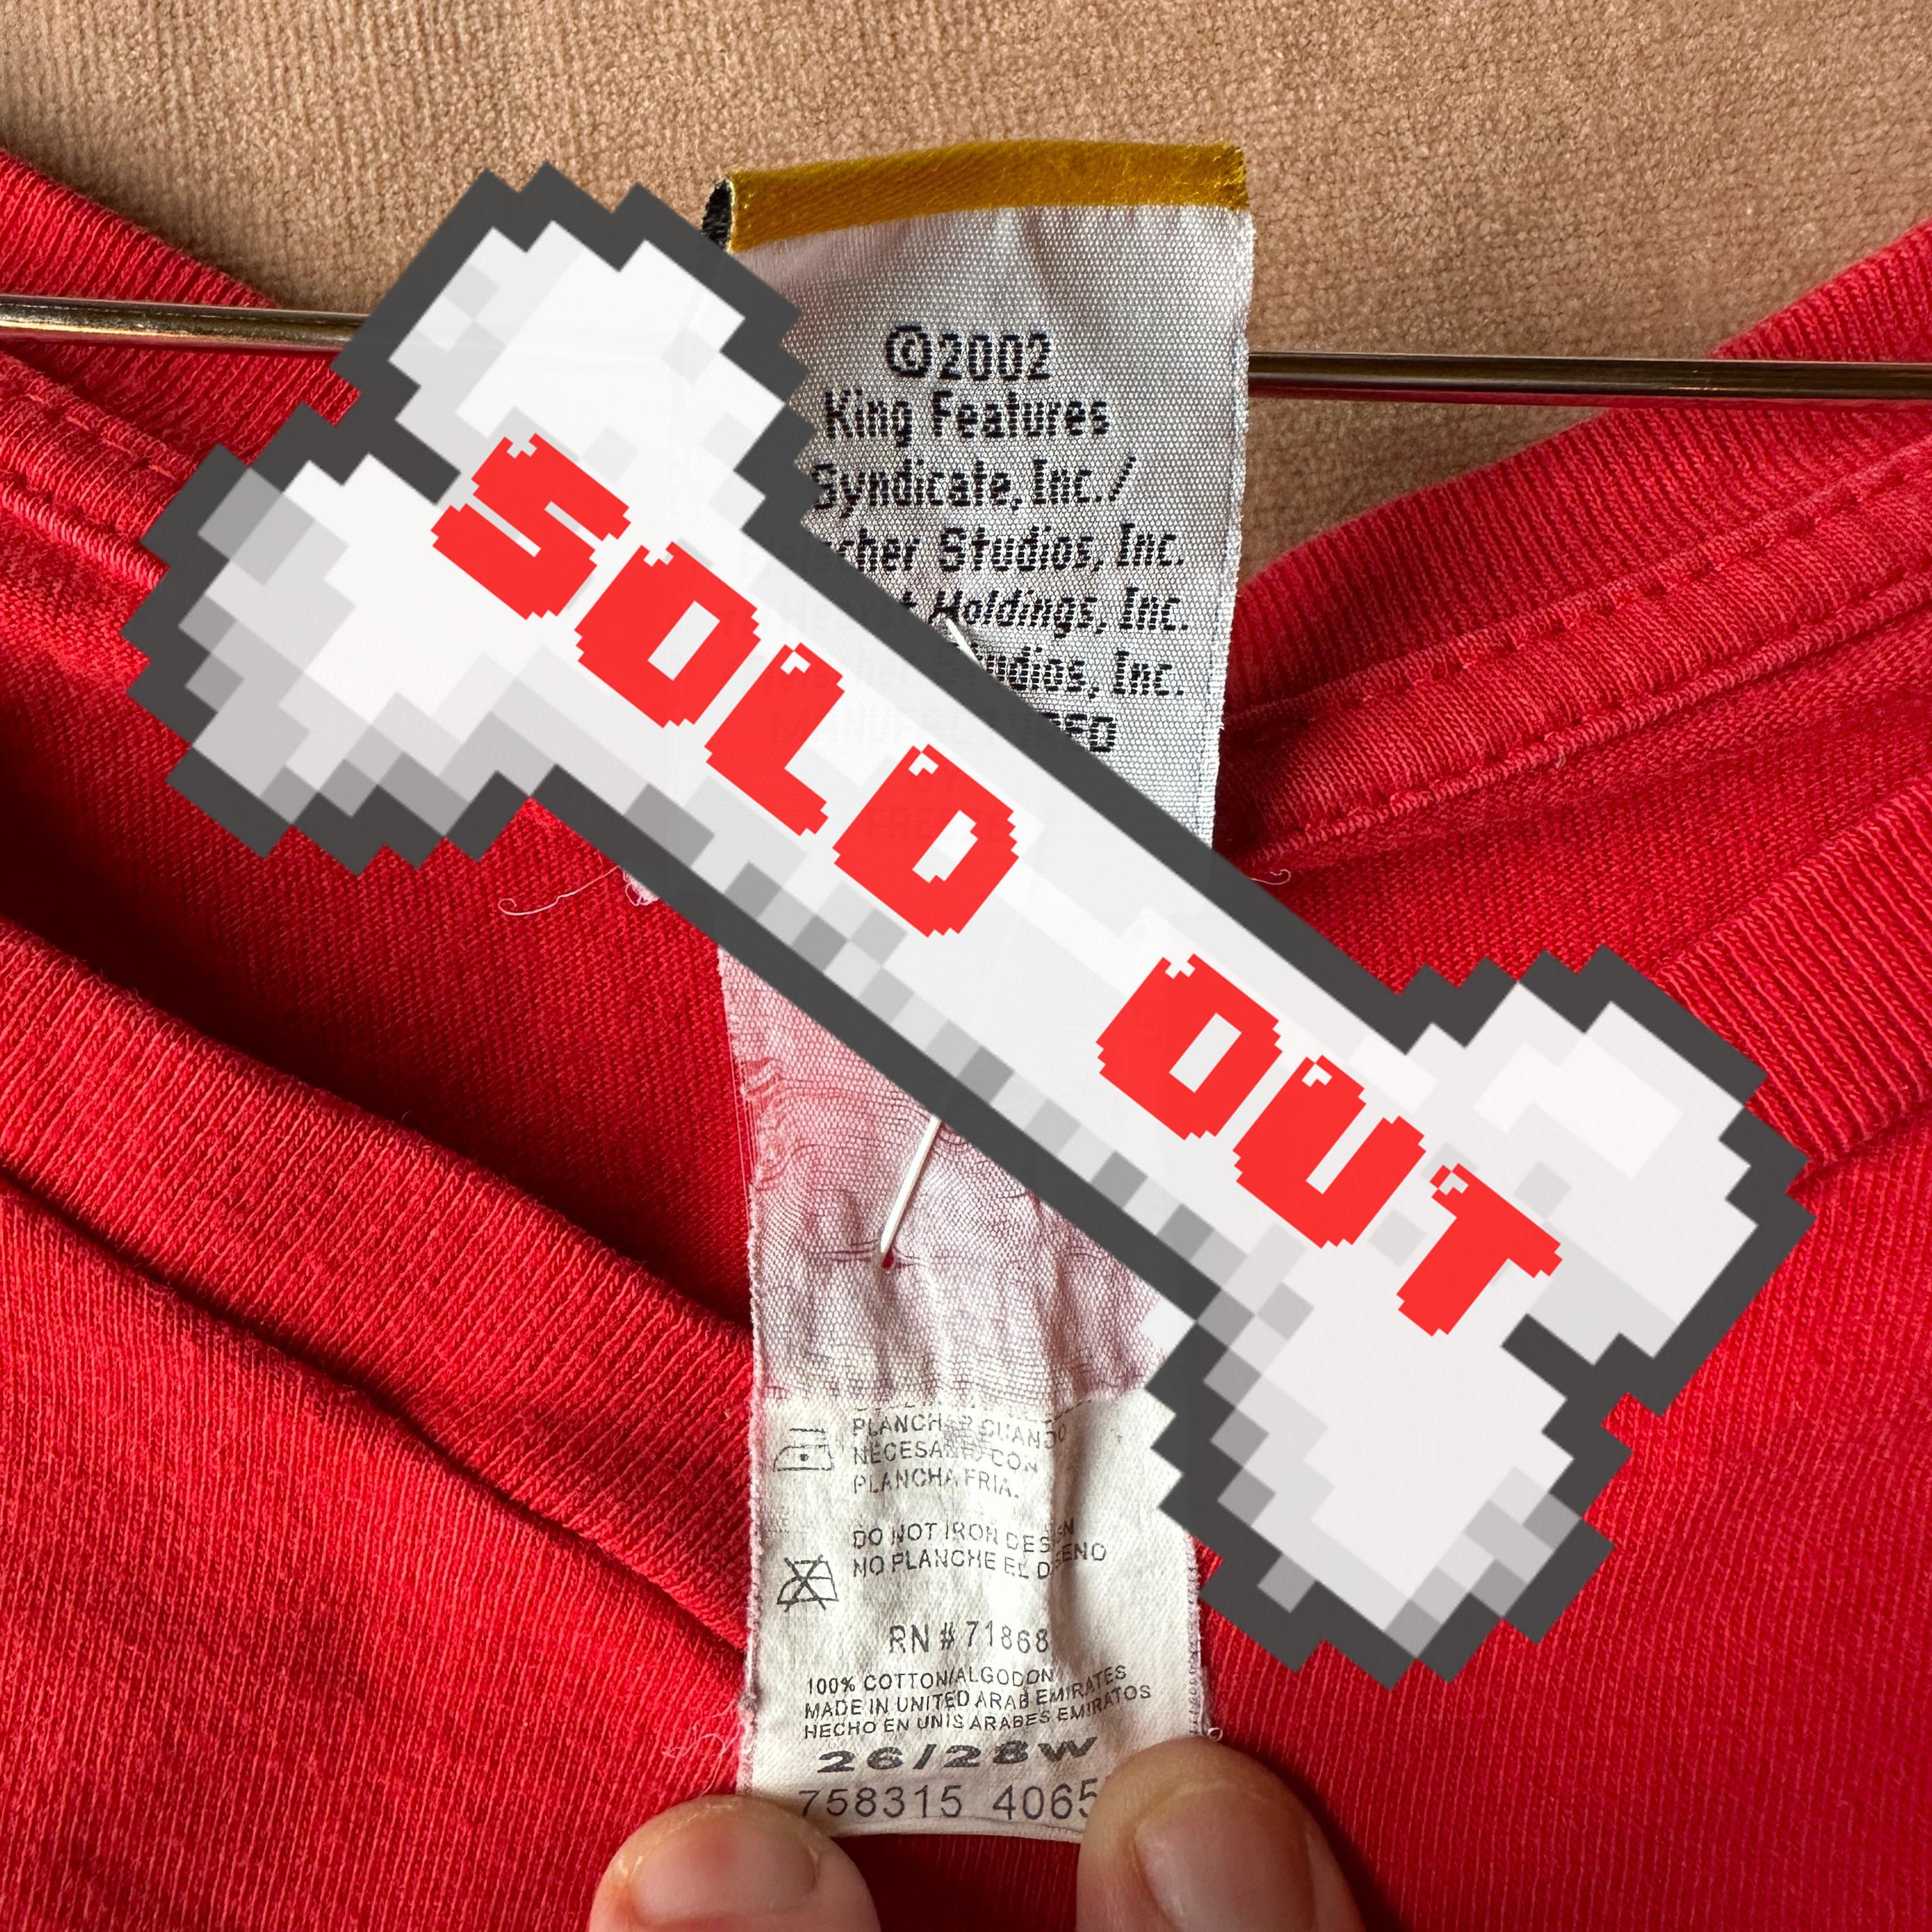 ©2002
King Features
Syndicate, Inc./
Studios, Inc.
Holdings, Inc.
Studios, Inc.
SOLD OUT
PLANCHAR CUANDO
NECESARIO CON
PLANCHA FRIA.
DO NOT IRON DESIGN
NO PLANCHE EL DISENO
RN # 71868
100% COTTON/ALGODON
MADE IN UNITED ARAB EMIRATES
HECHO EN UNIS ARABES EMIRATOS
26/28W
758315 4065